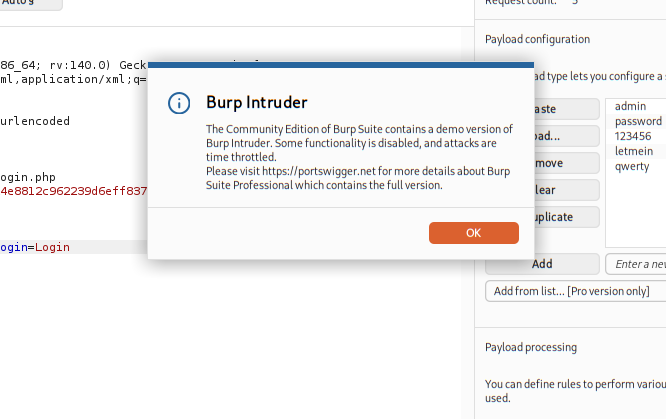 Request count: 5
Payload configuration
86_64; rv:140.0) Geck
ml,application/xml;q=
urlencoded
ogin.php
4e8812c962239d6eff837
ogin=Login
Burp Intruder
The Community Edition of Burp Suite contains a demo version of
Burp Intruder. Some functionality is disabled, and attacks are
time throttled.
Please visit https://portswigger.net for more details about Burp
Suite Professional which contains the full version.
OK
ad type lets you configure a s
aste
oad...
move
lear
uplicate
admin
password
123456
letmein
qwerty
Add
Enter a new
Add from list... [Pro version only]
Payload processing
You can define rules to perform variou
used.